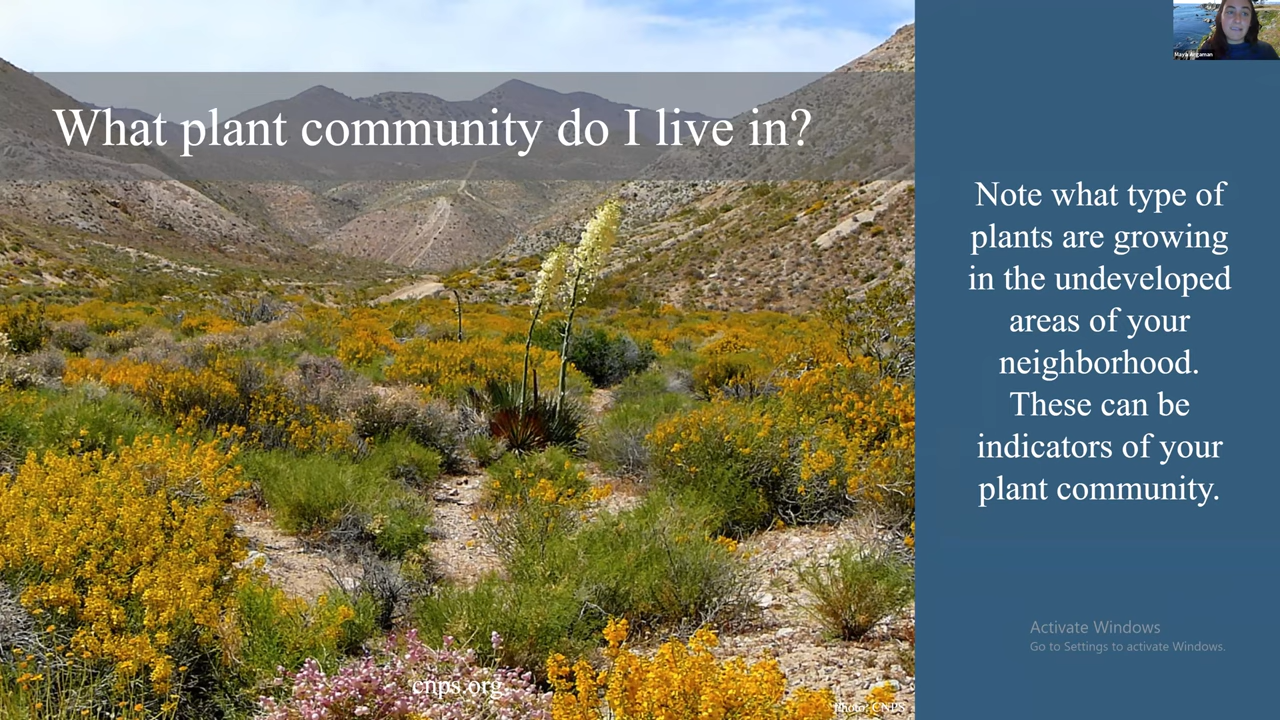 What plant community do I live in?
Maya Argaman
Note what type of
plants are growing
in the undeveloped
areas of your
neighborhood.
These can be
indicators of your
plant community.
Activate Windows
Go to Settings to activate Windows.
cnps.org
Photo: CNPS